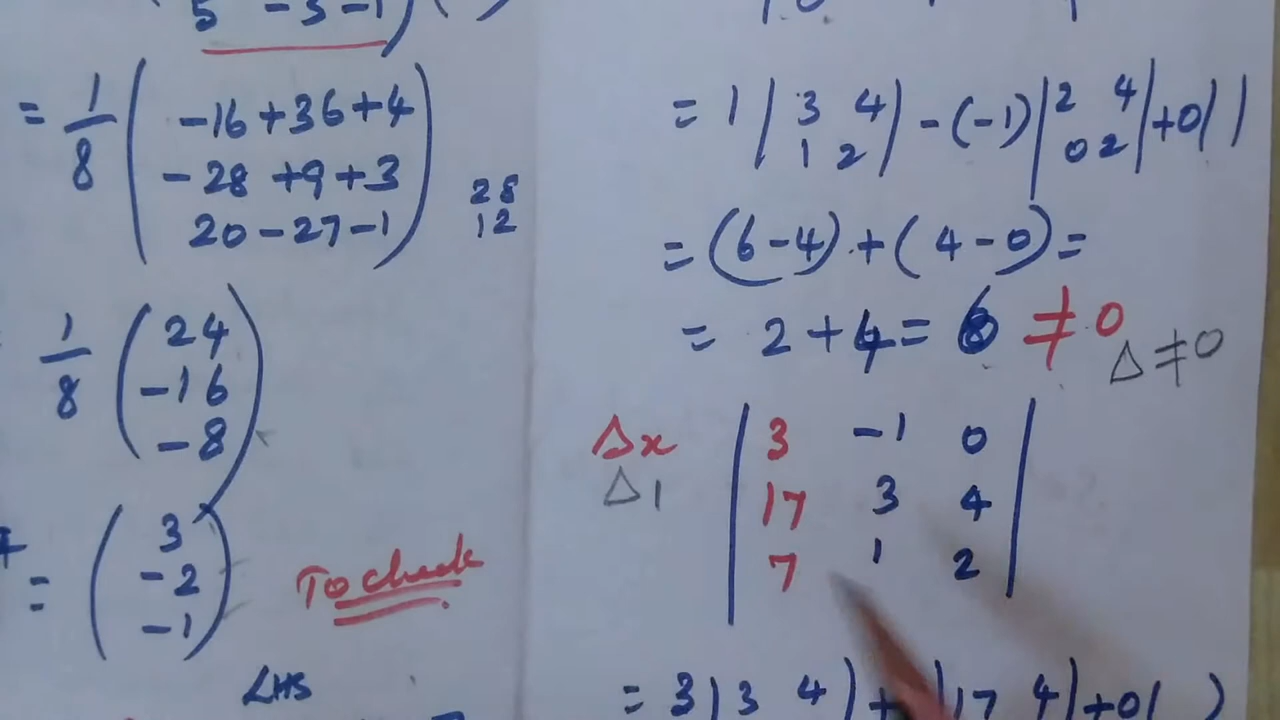 5 -3 -1
= 1/8 ( -16 + 36 + 4
-28 + 9 + 3
20 - 27 - 1 )
28
12
1/8 ( 24
-16
-8 )
= ( 3
-2
-1 )
To check
LHS
= 1 | 3 4 | - (-1) | 2 4 | + 0 | |
1 2 0 2
= (6 - 4) + (4 - 0) =
= 2 + 4 = 6 ≠ 0
Δ ≠ 0
Δx | 3 -1 0 |
Δ1 | 17 3 4 |
| 7 1 2 |
= 3 | 3 4 | + | 17 4 | + 0 ( )